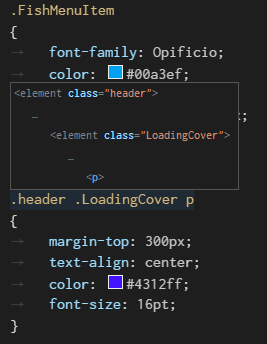 .FishMenuItem
{
→ font-family: Opificio;
→ color: #00a3ef;
<element class="header">
…
<element class="LoadingCover">
…
<p>
;
.header .LoadingCover p
{
→ margin-top: 300px;
→ text-align: center;
→ color: #4312ff;
→ font-size: 16pt;
}